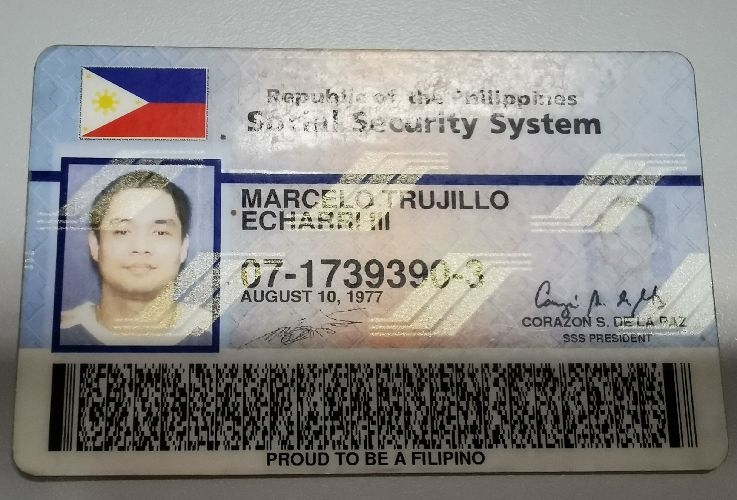 Republic of the Philippines
Social Security System
MARCELO TRUJILLO
ECHARRI III
07-1739390-3
AUGUST 10, 1977
CORAZON S. DE LA PAZ
SSS PRESIDENT
PROUD TO BE A FILIPINO